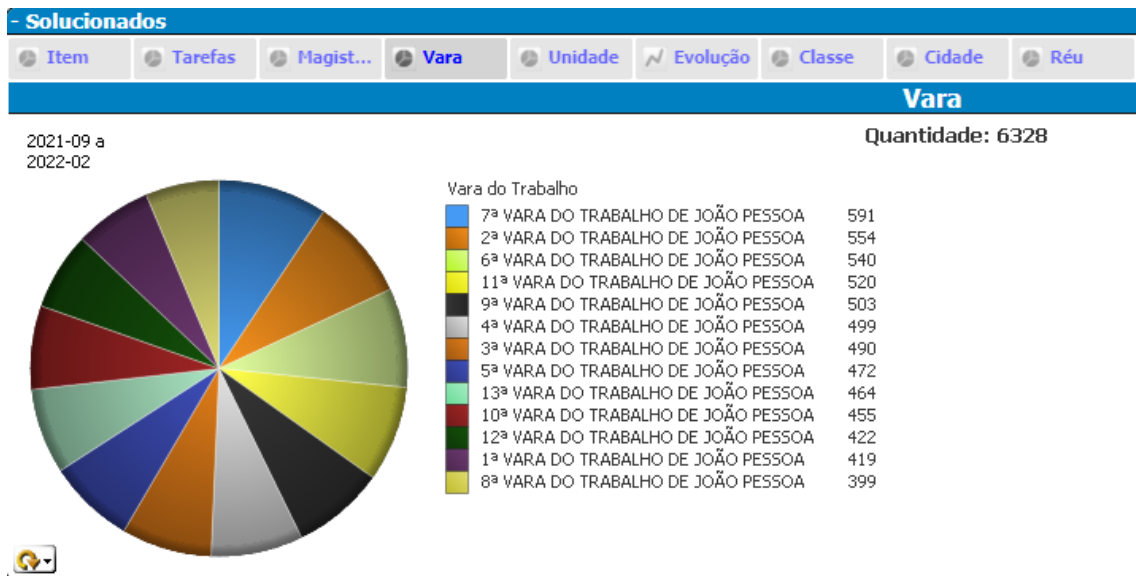 - Solucionados
Item Tarefas Magist... Vara Unidade Evolução Classe Cidade Réu
Vara
2021-09 a
2022-02
Quantidade: 6328
Vara do Trabalho
7ª VARA DO TRABALHO DE JOÃO PESSOA 591
2ª VARA DO TRABALHO DE JOÃO PESSOA 554
6ª VARA DO TRABALHO DE JOÃO PESSOA 540
11ª VARA DO TRABALHO DE JOÃO PESSOA 520
9ª VARA DO TRABALHO DE JOÃO PESSOA 503
4ª VARA DO TRABALHO DE JOÃO PESSOA 499
3ª VARA DO TRABALHO DE JOÃO PESSOA 490
5ª VARA DO TRABALHO DE JOÃO PESSOA 472
13ª VARA DO TRABALHO DE JOÃO PESSOA 464
10ª VARA DO TRABALHO DE JOÃO PESSOA 455
12ª VARA DO TRABALHO DE JOÃO PESSOA 422
1ª VARA DO TRABALHO DE JOÃO PESSOA 419
8ª VARA DO TRABALHO DE JOÃO PESSOA 399